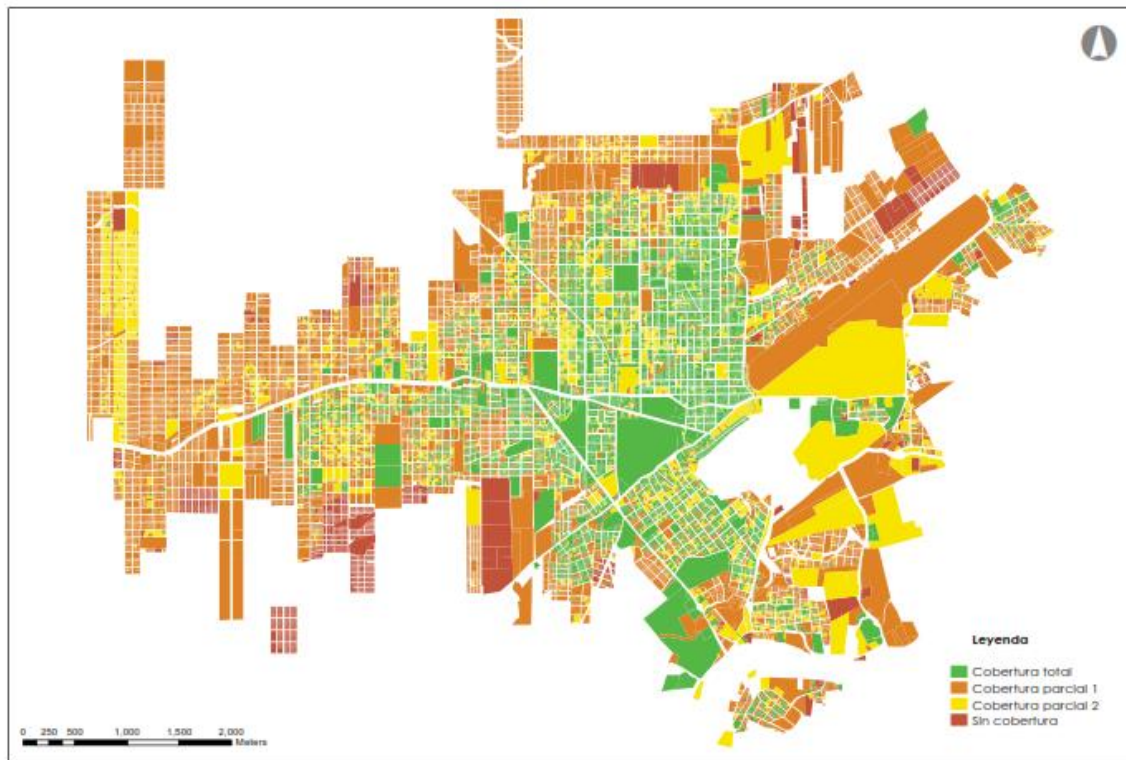 Leyenda
Cobertura total
Cobertura parcial 1
Cobertura parcial 2
Sin cobertura
0 250 500 1,000 1,500 2,000
Meters